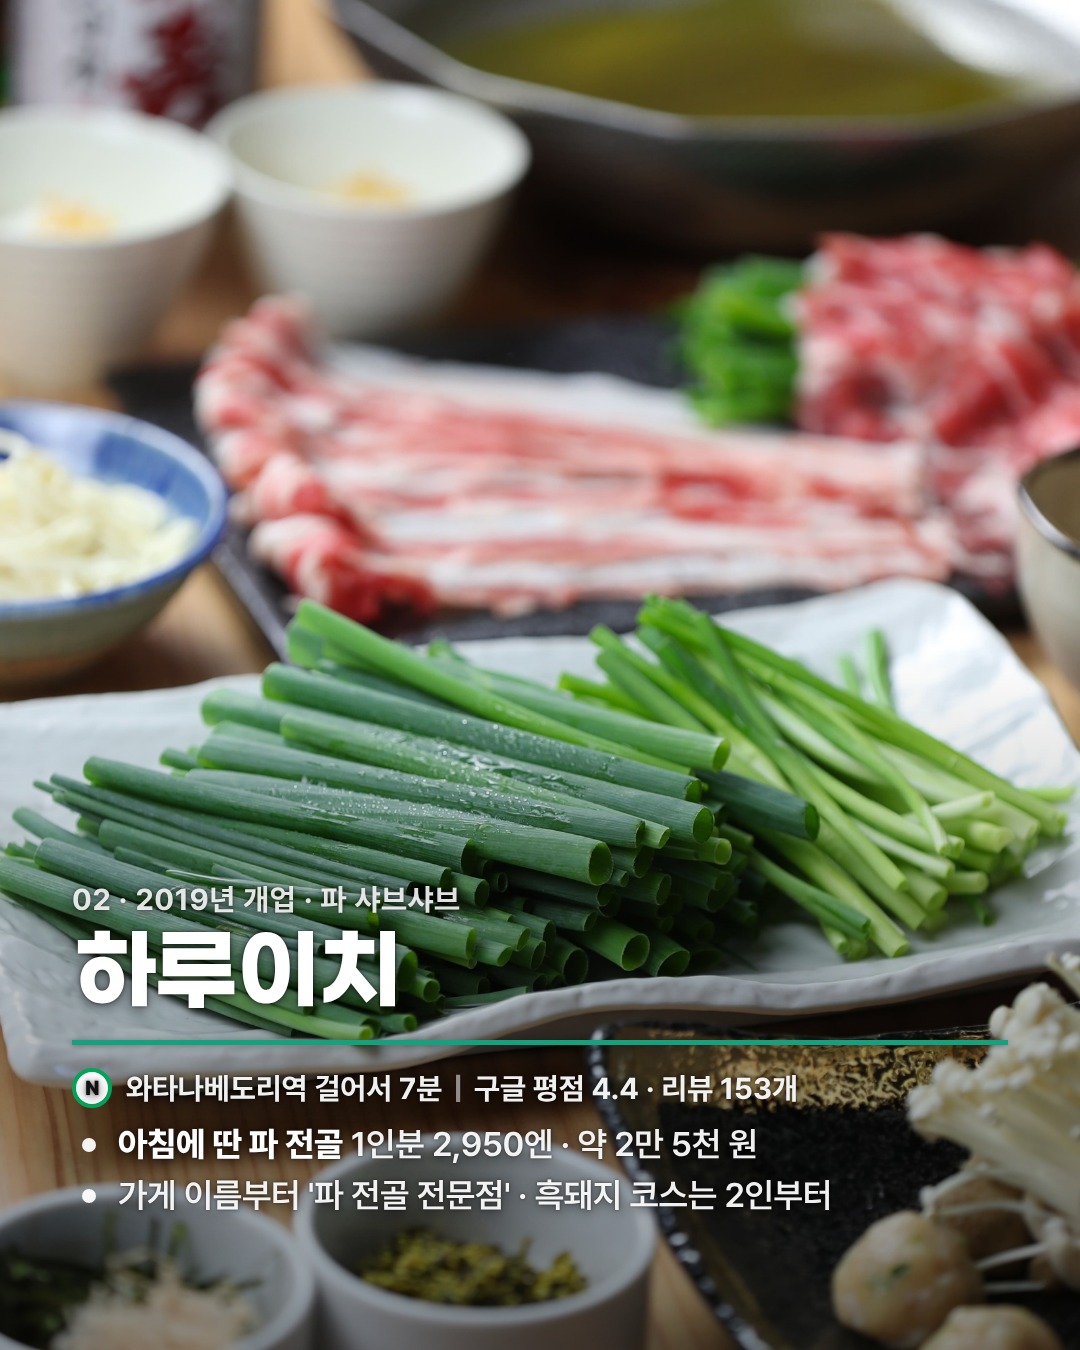 02 · 2019년 개업 · 파 샤브샤브
하루이치
N 와타나베도리역 걸어서 7분 | 구글 평점 4.4 · 리뷰 153개
• 아침에 딴 파 전골 1인분 2,950엔 · 약 2만 5천 원
• 가게 이름부터 '파 전골 전문점' · 흑돼지 코스는 2인부터